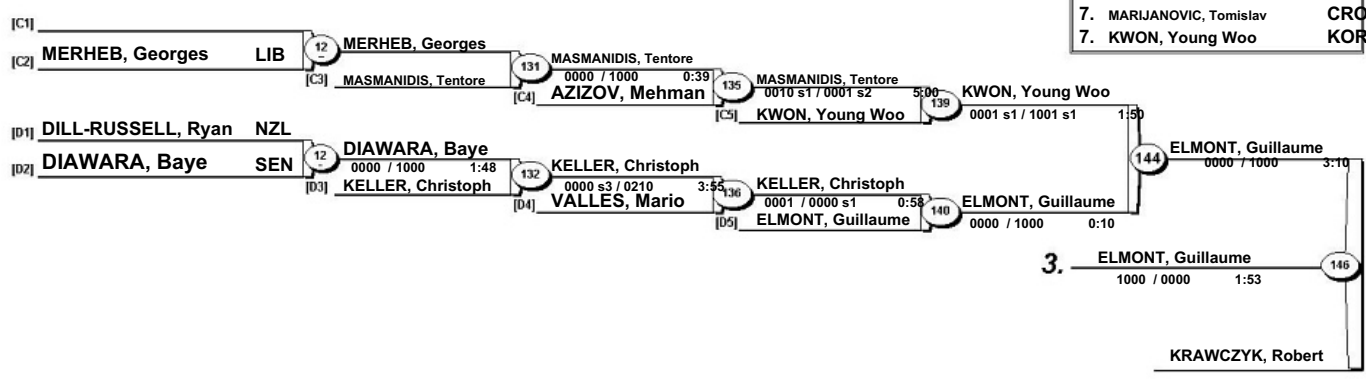 7. MARIJANOVIC, Tomislav CRO
7. KWON, Young Woo KOR
[C1]
[C2] MERHEB, Georges LIB
12
MERHEB, Georges
[C3] MASMANIDIS, Tentore
131
MASMANIDIS, Tentore
0000 / 1000 0:39
[C4] AZIZOV, Mehman
135
MASMANIDIS, Tentore
0010 s1 / 0001 s2 5:00
[C5] KWON, Young Woo
139
KWON, Young Woo
0001 s1 / 1001 s1 1:50
[D1] DILL-RUSSELL, Ryan NZL
[D2] DIAWARA, Baye SEN
12
DIAWARA, Baye
0000 / 1000 1:48
[D3] KELLER, Christoph
132
KELLER, Christoph
0000 s3 / 0210 3:55
[D4] VALLES, Mario
136
KELLER, Christoph
0001 / 0000 s1 0:58
[D5] ELMONT, Guillaume
140
ELMONT, Guillaume
0000 / 1000 0:10
144
ELMONT, Guillaume
0000 / 1000 3:10
3. ELMONT, Guillaume
1000 / 0000 1:53
146
KRAWCZYK, Robert